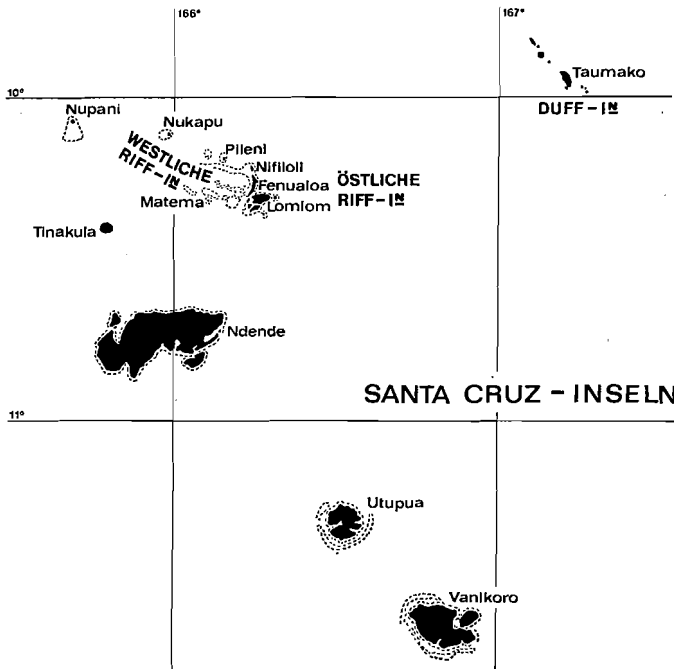 166°
167°
Taumako
10°
DUFF-IN
Nupani
Nukapu
Pileni
WESTLICHE
RIFF-IN
Nifiloli
Fenualoa
ÖSTLICHE
RIFF-IN
Matema
Lomlom
Tinakula
Ndende
SANTA CRUZ - INSELN
11°
Utupua
Vanikoro